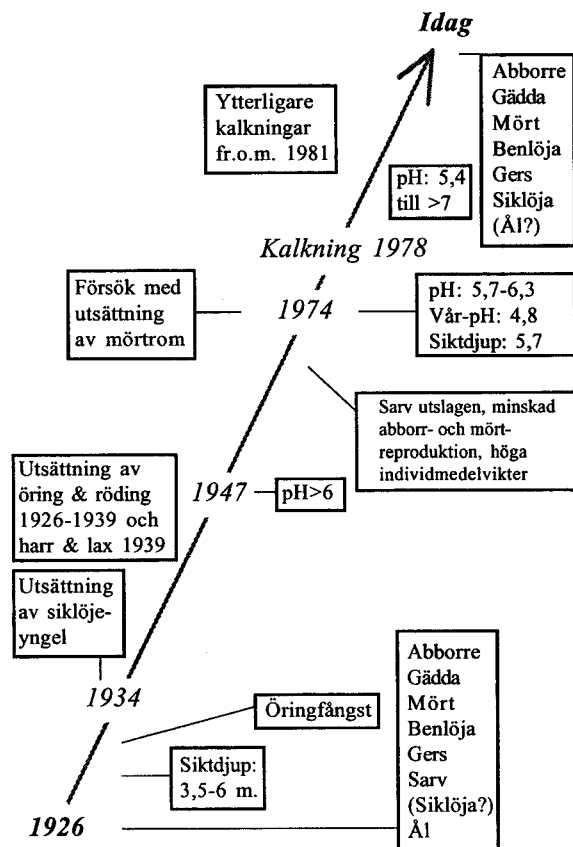 Idag
Abborre
Gädda
Mört
Benlöja
Gers
Siklöja
(Ål?)
Ytterligare
kalkningar
fr.o.m. 1981
pH: 5,4
till >7
Kalkning 1978
Försök med
utsättning
av mörtrom
1974
pH: 5,7-6,3
Vår-pH: 4,8
Siktdjup: 5,7
Sarv utslagen, minskad
abborr- och mört-
reproduktion, höga
individmedelvikter
Utsättning av
öring & röding
1926-1939 och
harr & lax 1939
1947
pH>6
Utsättning
av siklöje-
yngel
1934
Öringfångst
Siktdjup:
3,5-6 m.
Abborre
Gädda
Mört
Benlöja
Gers
Sarv
(Siklöja?)
Ål
1926